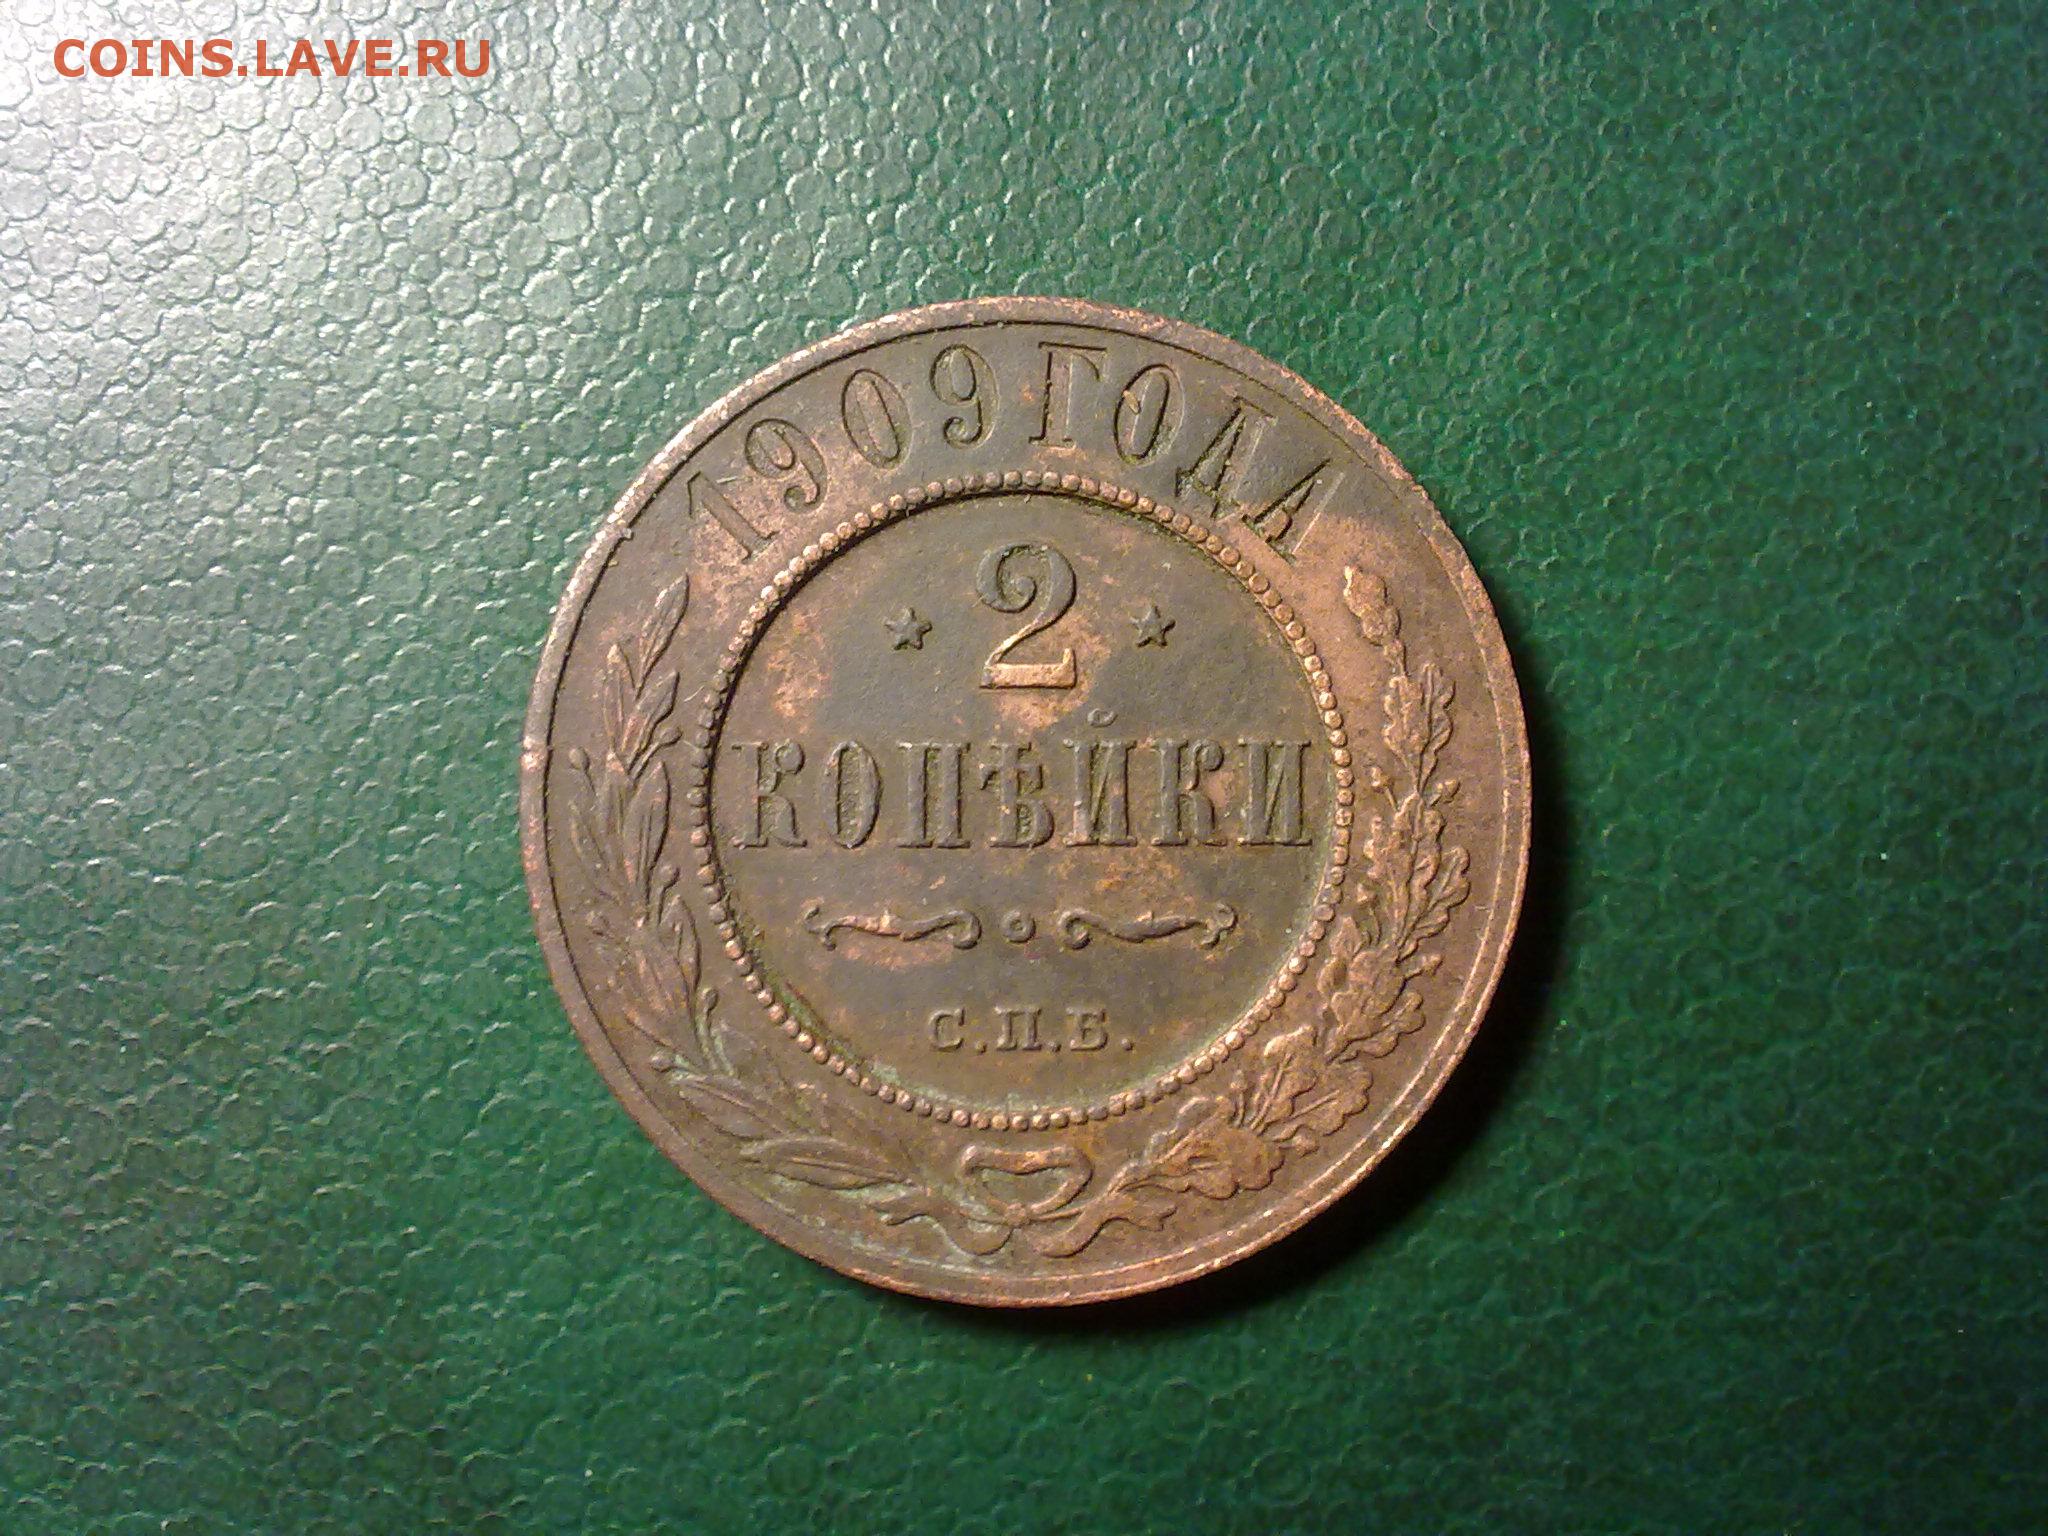 COINS.LAVE.RU
1909 ГОДА
2
КОПѢЙКИ
С.П.Б.